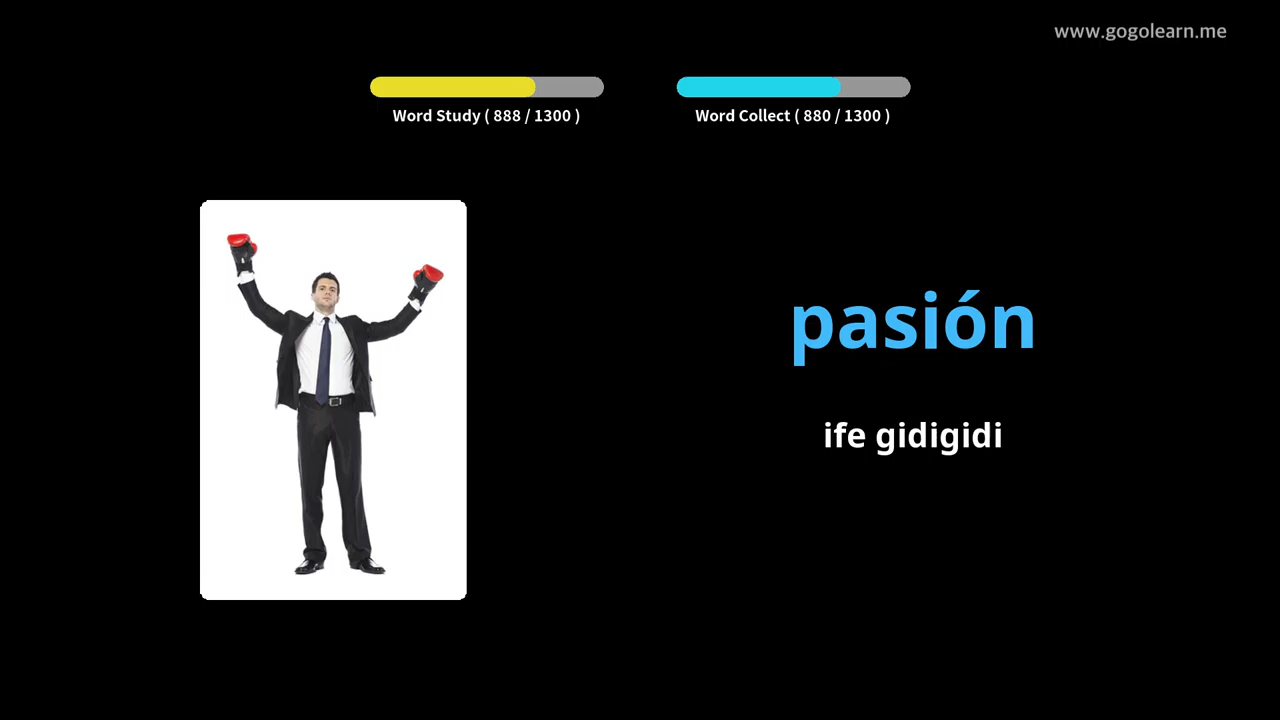 www.gogolearn.me
Word Study ( 888 / 1300 )
Word Collect ( 880 / 1300 )
pasión
ife gidigidi